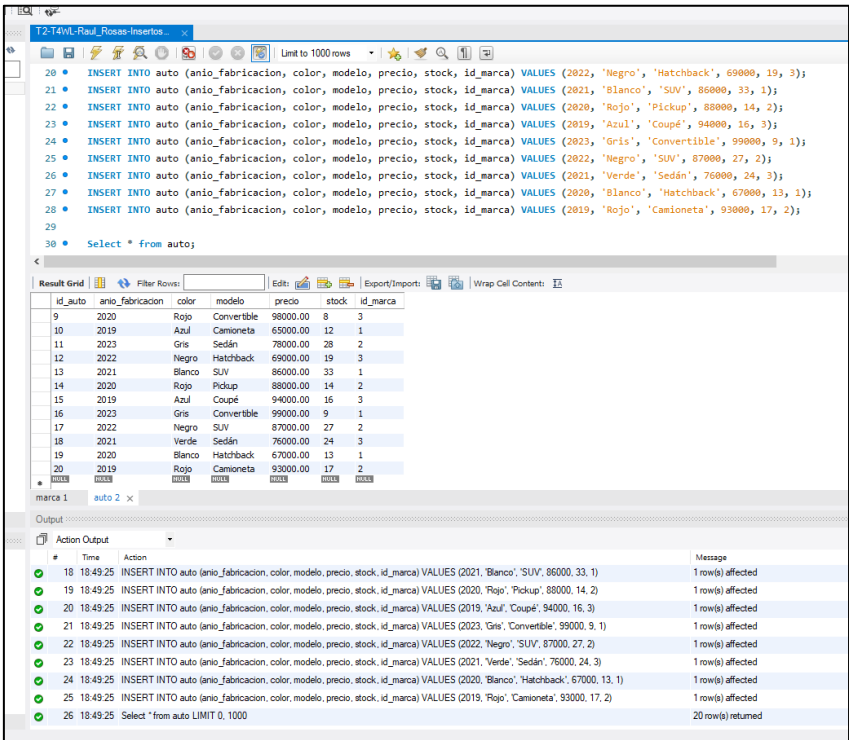 T2-T4WL-Raul_Rosas-Insertos...
Limit to 1000 rows
20 INSERT INTO auto (anio_fabricacion, color, modelo, precio, stock, id_marca) VALUES (2022, 'Negro', 'Hatchback', 69000, 19, 3);
21 INSERT INTO auto (anio_fabricacion, color, modelo, precio, stock, id_marca) VALUES (2021, 'Blanco', 'SUV', 86000, 33, 1);
22 INSERT INTO auto (anio_fabricacion, color, modelo, precio, stock, id_marca) VALUES (2020, 'Rojo', 'Pickup', 88000, 14, 2);
23 INSERT INTO auto (anio_fabricacion, color, modelo, precio, stock, id_marca) VALUES (2019, 'Azul', 'Coupé', 94000, 16, 3);
24 INSERT INTO auto (anio_fabricacion, color, modelo, precio, stock, id_marca) VALUES (2023, 'Gris', 'Convertible', 99000, 9, 1);
25 INSERT INTO auto (anio_fabricacion, color, modelo, precio, stock, id_marca) VALUES (2022, 'Negro', 'SUV', 87000, 27, 2);
26 INSERT INTO auto (anio_fabricacion, color, modelo, precio, stock, id_marca) VALUES (2021, 'Verde', 'Sedán', 76000, 24, 3);
27 INSERT INTO auto (anio_fabricacion, color, modelo, precio, stock, id_marca) VALUES (2020, 'Blanco', 'Hatchback', 67000, 13, 1);
28 INSERT INTO auto (anio_fabricacion, color, modelo, precio, stock, id_marca) VALUES (2019, 'Rojo', 'Camioneta', 93000, 17, 2);
29
30 Select * from auto;
Result Grid Filter Rows: Edit: Export/Import: Wrap Cell Content: IA
id_auto anio_fabricacion color modelo precio stock id_marca
9 2020 Rojo Convertible 98000.00 8 3
10 2019 Azul Camioneta 65000.00 12 1
11 2023 Gris Sedán 78000.00 28 2
12 2022 Negro Hatchback 69000.00 19 3
13 2021 Blanco SUV 86000.00 33 1
14 2020 Rojo Pickup 88000.00 14 2
15 2019 Azul Coupé 94000.00 16 3
16 2023 Gris Convertible 99000.00 9 1
17 2022 Negro SUV 87000.00 27 2
18 2021 Verde Sedán 76000.00 24 3
19 2020 Blanco Hatchback 67000.00 13 1
20 2019 Rojo Camioneta 93000.00 17 2
NULL NULL NULL NULL NULL NULL NULL
marca 1 auto 2
Output
Action Output
# Time Action Message
18 18:49:25 INSERT INTO auto (anio_fabricacion, color, modelo, precio, stock, id_marca) VALUES (2021, 'Blanco', 'SUV', 86000, 33, 1) 1 row(s) affected
19 18:49:25 INSERT INTO auto (anio_fabricacion, color, modelo, precio, stock, id_marca) VALUES (2020, 'Rojo', 'Pickup', 88000, 14, 2) 1 row(s) affected
20 18:49:25 INSERT INTO auto (anio_fabricacion, color, modelo, precio, stock, id_marca) VALUES (2019, 'Azul', 'Coupé', 94000, 16, 3) 1 row(s) affected
21 18:49:25 INSERT INTO auto (anio_fabricacion, color, modelo, precio, stock, id_marca) VALUES (2023, 'Gris', 'Convertible', 99000, 9, 1) 1 row(s) affected
22 18:49:25 INSERT INTO auto (anio_fabricacion, color, modelo, precio, stock, id_marca) VALUES (2022, 'Negro', 'SUV', 87000, 27, 2) 1 row(s) affected
23 18:49:25 INSERT INTO auto (anio_fabricacion, color, modelo, precio, stock, id_marca) VALUES (2021, 'Verde', 'Sedán', 76000, 24, 3) 1 row(s) affected
24 18:49:25 INSERT INTO auto (anio_fabricacion, color, modelo, precio, stock, id_marca) VALUES (2020, 'Blanco', 'Hatchback', 67000, 13, 1) 1 row(s) affected
25 18:49:25 INSERT INTO auto (anio_fabricacion, color, modelo, precio, stock, id_marca) VALUES (2019, 'Rojo', 'Camioneta', 93000, 17, 2) 1 row(s) affected
26 18:49:25 Select * from auto LIMIT 0, 1000 20 row(s) returned